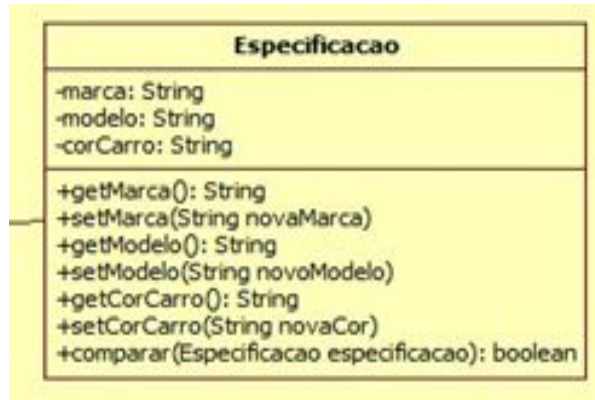 Especificacao
-marca: String
-modelo: String
-corCarro: String
+getMarca(): String
+setMarca(String novaMarca)
+getModelo(): String
+setModelo(String novoModelo)
+getCorCarro(): String
+setCorCarro(String novaCor)
+comparar(Especificacao especificacao): boolean